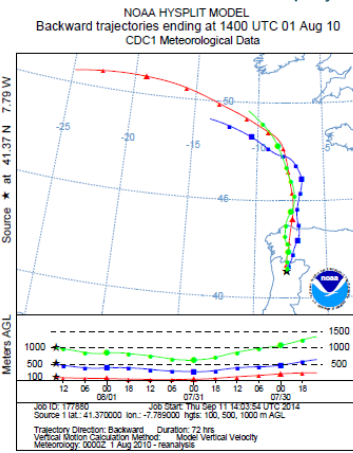 NOAA HYSPLIT MODEL
Backward trajectories ending at 1400 UTC 01 Aug 10
CDC1 Meteorological Data
Source ★ at 41.37 N 7.79 W
-25
-20
-15
-10
-5
50
45
40
noaa
Meters AGL
1000
500
100
1500
1000
500
12 06 00 18 12 06 00 18 12 06 00 18
08/01 07/31 07/30
Job ID: 177880 Job Start: Thu Sep 11 14:03:54 UTC 2014
Source 1 lat.: 41.370000 lon.: -7.789000 hgts: 100, 500, 1000 m AGL
Trajectory Direction: Backward Duration: 72 hrs
Vertical Motion Calculation Method: Model Vertical Velocity
Meteorology: 0000Z 1 Aug 2010 - reanalysis